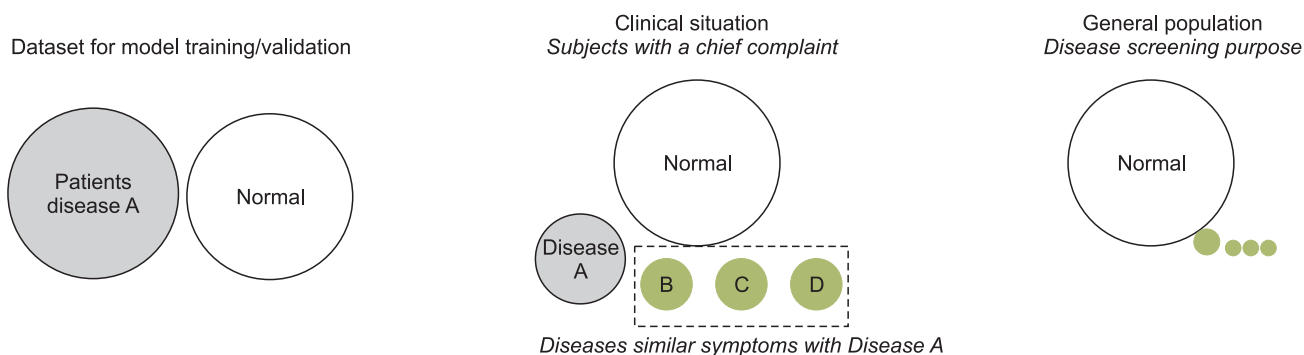 Dataset for model training/validation
Patients
disease A
Normal
Clinical situation
Subjects with a chief complaint
Normal
Disease
A
B C D
Diseases similar symptoms with Disease A
General population
Disease screening purpose
Normal